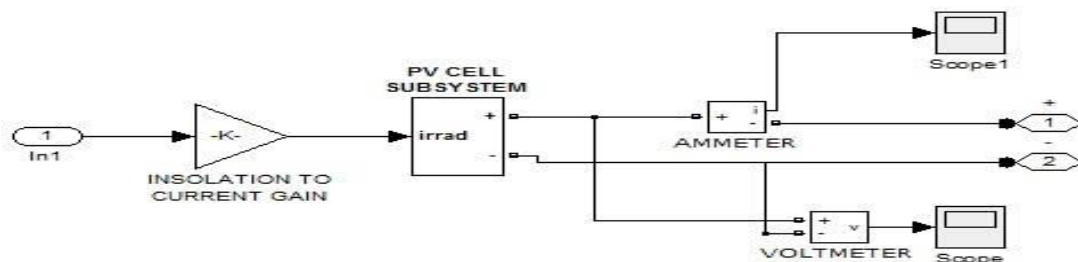 Scope1
PV CELL
SUBSYSTEM
+
-
irrad
+
i
-
AMMETER
+
1
-
2
1
In1
-K-
INSOLATION TO
CURRENT GAIN
+
-
v
VOLTMETER
Scope